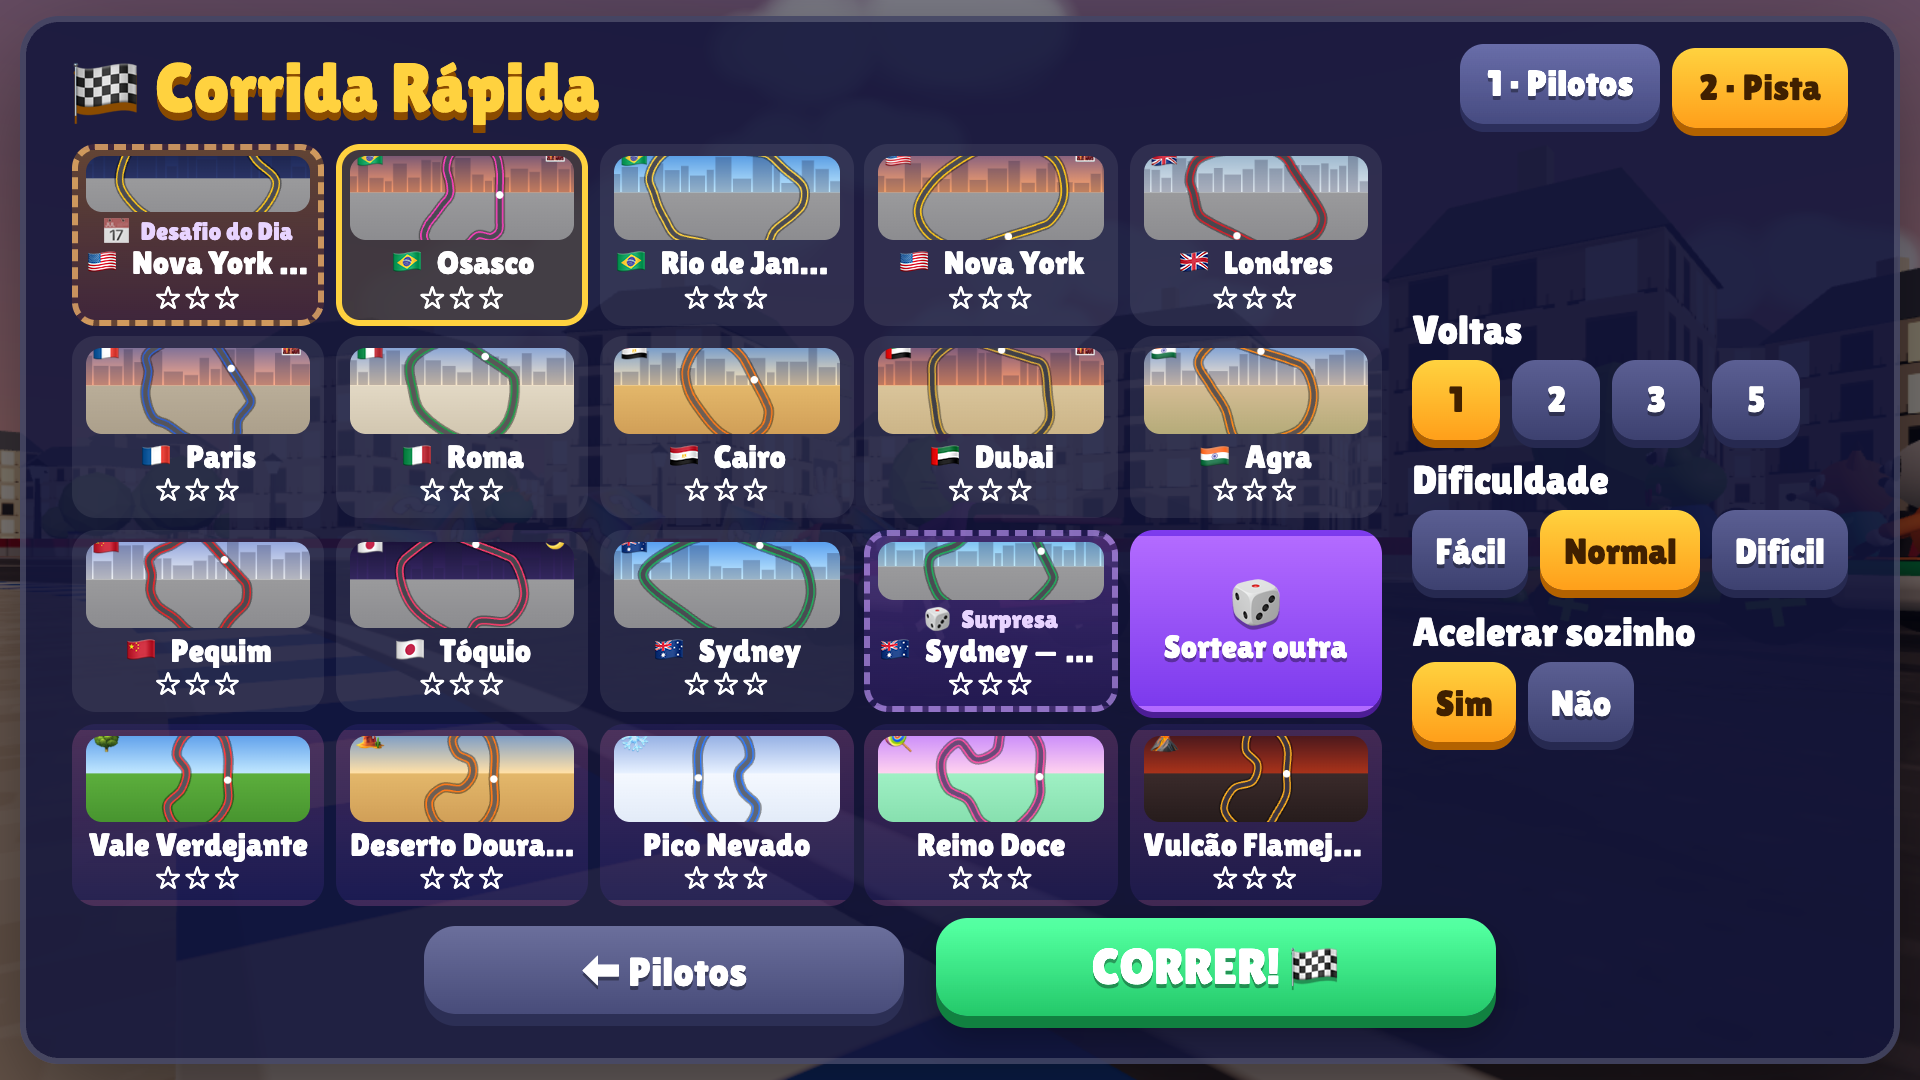 Corrida Rápida
1 · Pilotos
2 · Pista
17 Desafio do Dia
Nova York ...
Osasco
Rio de Jan...
Nova York
Londres
Paris
Roma
Cairo
Dubai
Agra
Pequim
Tóquio
Sydney
Surpresa
Sydney – ...
Sortear outra
Vale Verdejante
Deserto Doura...
Pico Nevado
Reino Doce
Vulcão Flamej...
Voltas
1 2 3 5
Dificuldade
Fácil Normal Difícil
Acelerar sozinho
Sim Não
Pilotos
CORRER!